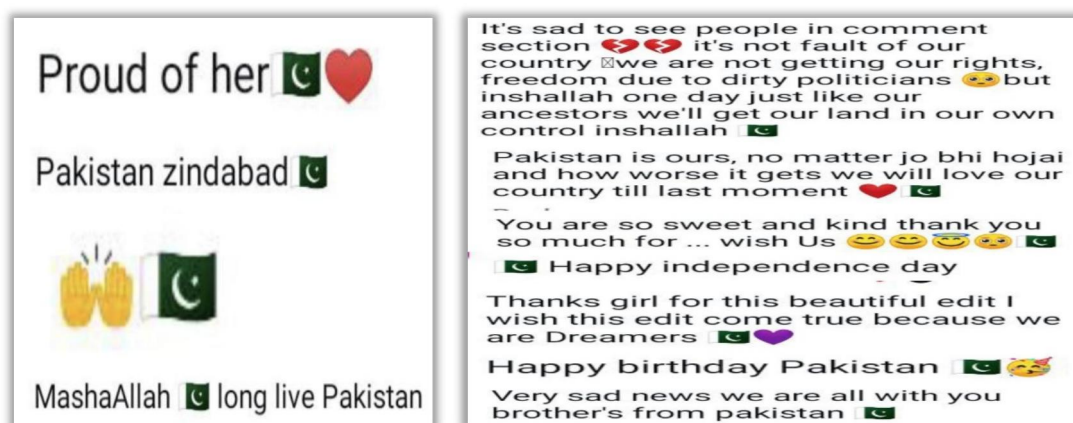 Proud of her🇵🇰❤️
Pakistan zindabad🇵🇰
🙌🇵🇰
MashaAllah 🇵🇰 long live Pakistan
It's sad to see people in comment
section 💔💔 it's not fault of our
country we are not getting our rights,
freedom due to dirty politicians 🥺but
inshallah one day just like our
ancestors we'll get our land in our own
control inshallah 🇵🇰
Pakistan is ours, no matter jo bhi hojai
and how worse it gets we will love our
country till last moment ❤️🇵🇰
You are so sweet and kind thank you
so much for ... wish Us 😊😊😇🥺🇵🇰
🇵🇰 Happy independence day
Thanks girl for this beautiful edit I
wish this edit come true because we
are Dreamers 🇵🇰💜
Happy birthday Pakistan 🇵🇰🥳
Very sad news we are all with you
brother's from pakistan 🇵🇰